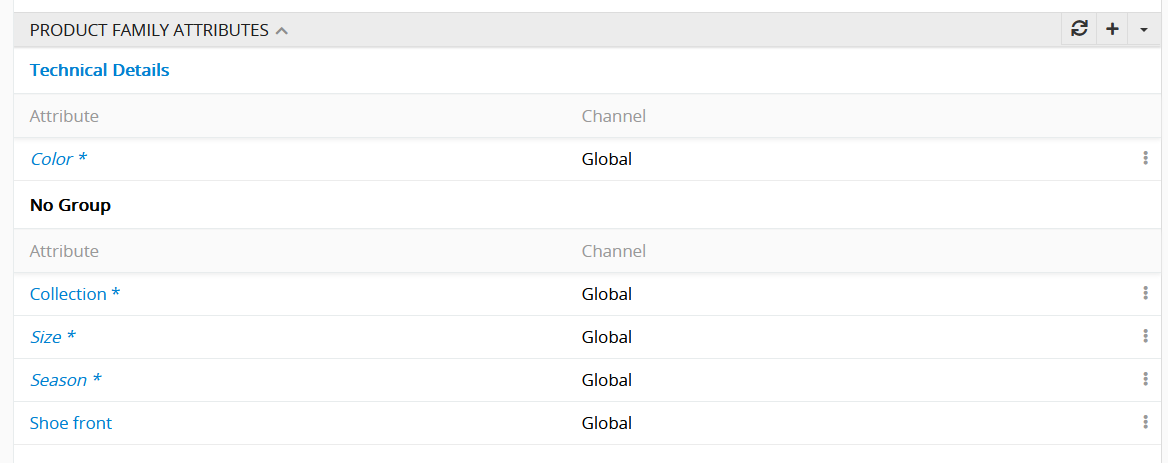 PRODUCT FAMILY ATTRIBUTES
Technical Details
Attribute Channel
Color * Global
No Group
Attribute Channel
Collection * Global
Size * Global
Season * Global
Shoe front Global